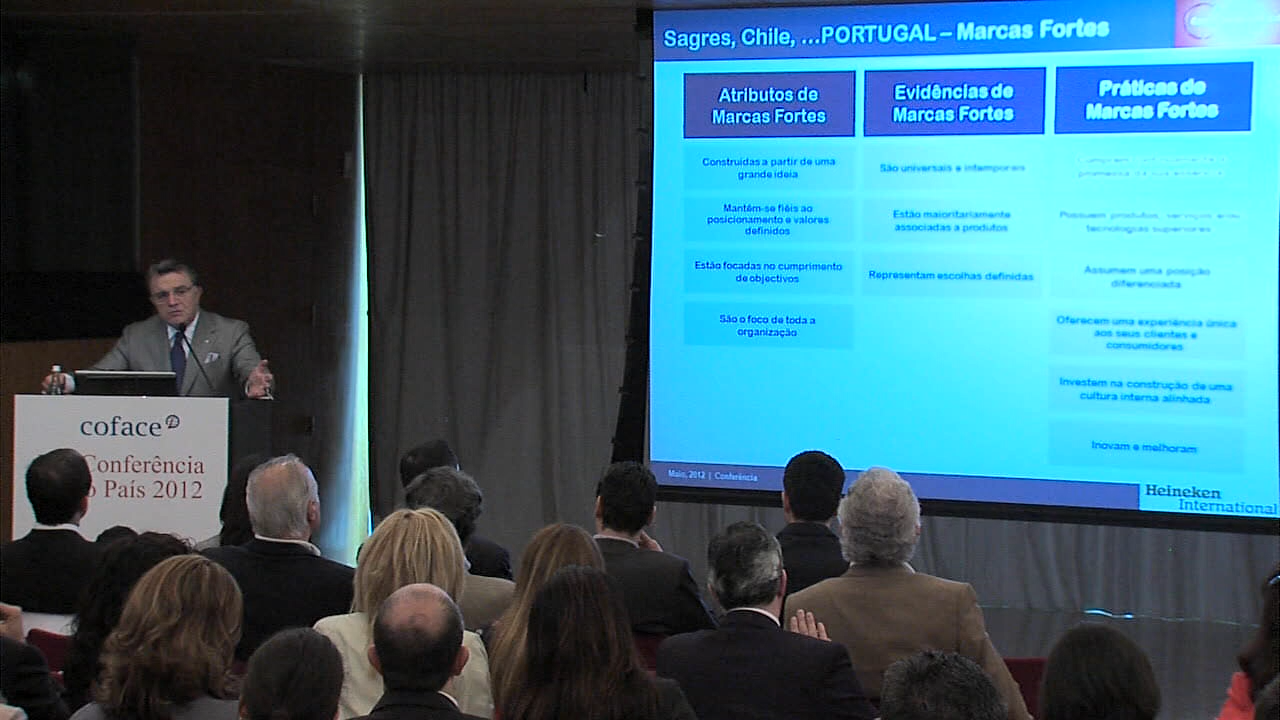 Sagres, Chile, ...PORTUGAL – Marcas Fortes
Atributos de
Marcas Fortes
Construídas a partir de uma
grande ideia
Mantêm-se fiéis ao
posicionamento e valores
definidos
Estão focadas no cumprimento
de objectivos
São o foco de toda a
organização
Evidências de
Marcas Fortes
São universais e intemporais
Estão maioritariamente
associadas a produtos
Representam escolhas definidas
Práticas de
Marcas Fortes
promessa da sua
Possuem produtos, serviços
tecnologias superiores
Assumem uma posição
diferenciada
Oferecem uma experiência única
aos seus clientes e
consumidores
Investem na construção de uma
cultura interna alinhada
Inovam e melhoram
Maio, 2012 | Conferência
Heineken
International
coface
Conferência
País 2012